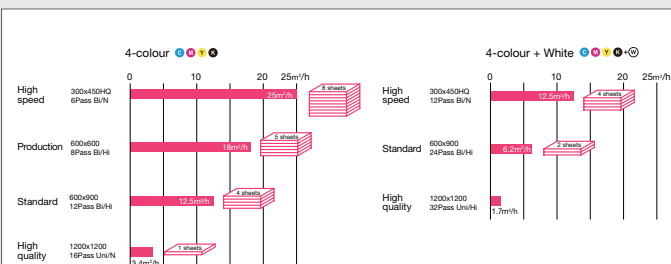 4-colour C M Y K
0 10 20 25m²/h
High speed 300x450HQ 6Pass Bi/N 25m²/h 8 sheets
Production 600x600 8Pass Bi/Hi 18m²/h 5 sheets
Standard 600x900 12Pass Bi/Hi 12.5m²/h 4 sheets
High quality 1200x1200 16Pass Uni/N 3.4m²/h 1 sheets
4-colour + White C M Y K + W
0 10 20 25m²/h
High speed 300x450HQ 12Pass Bi/N 12.5m²/h 4 sheets
Standard 600x900 24Pass Bi/Hi 6.2m²/h 2 sheets
High quality 1200x1200 32Pass Uni/Hi 1.7m²/h